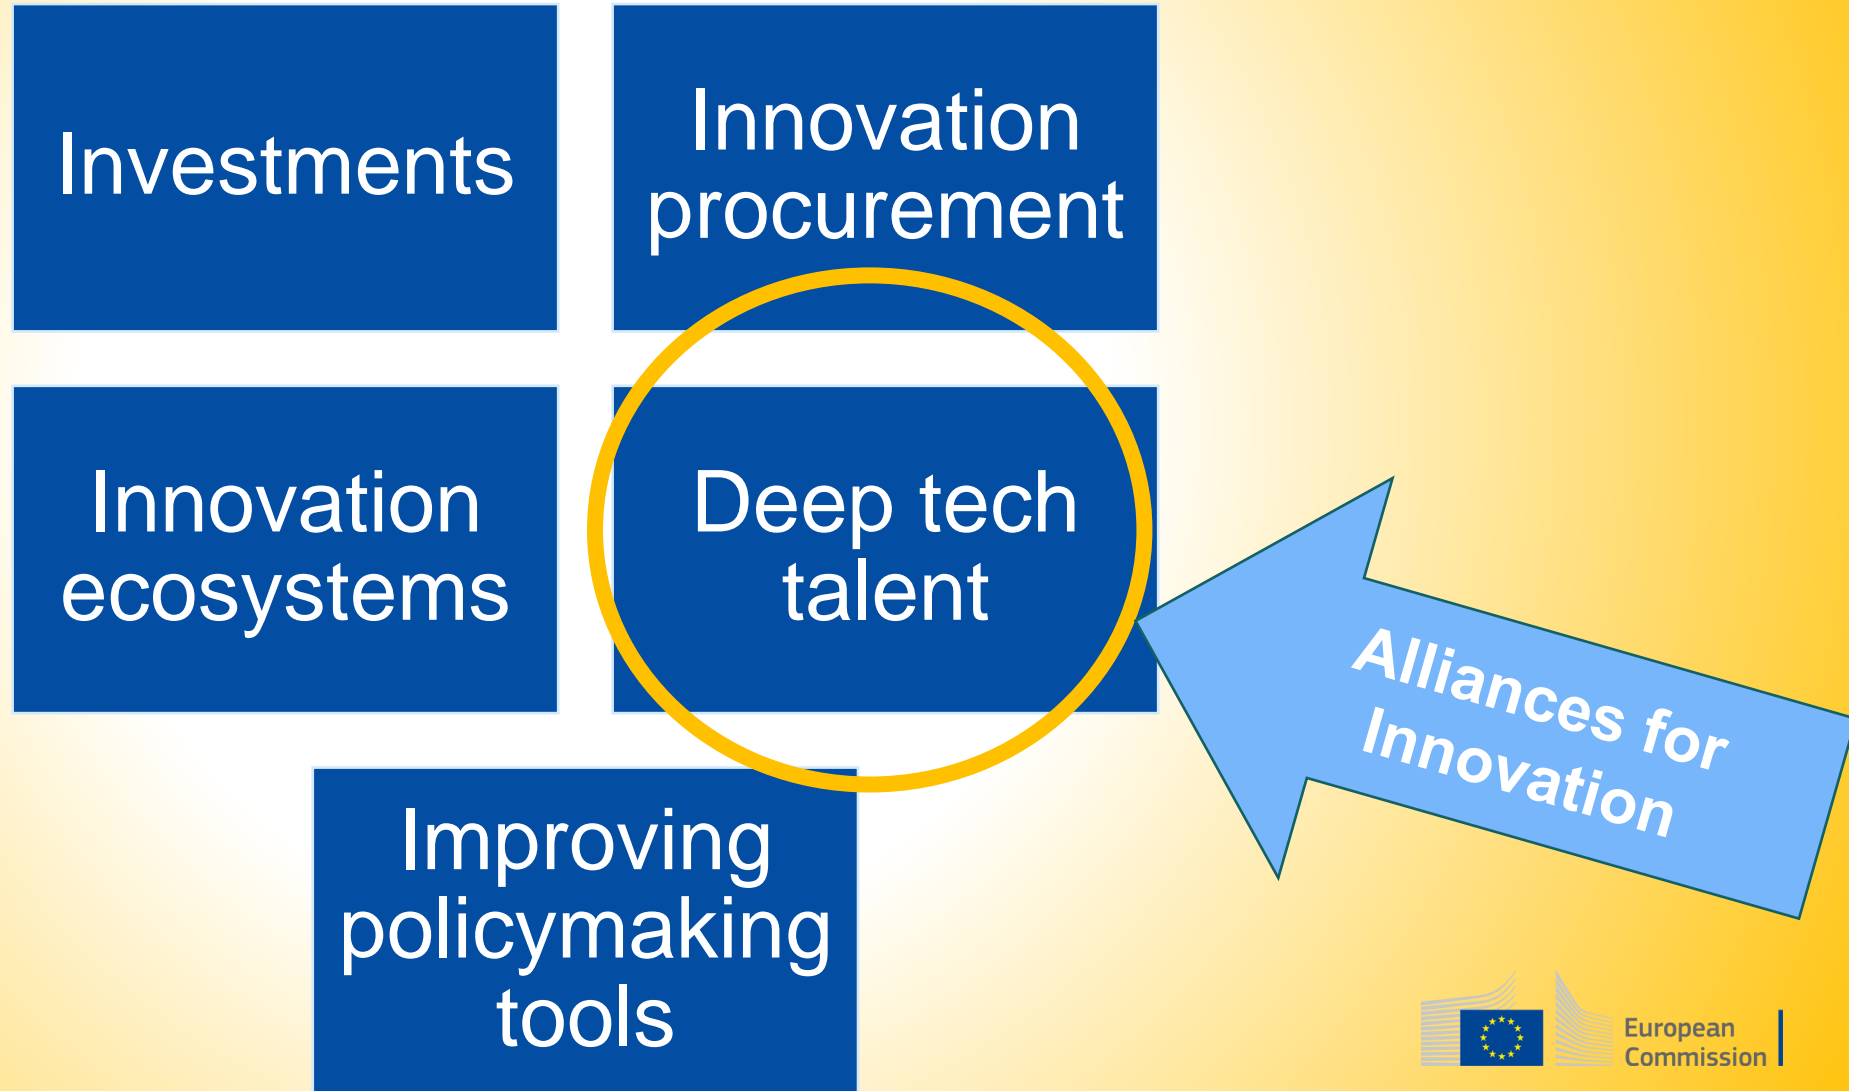 Investments
Innovation
procurement
Innovation
ecosystems
Deep tech
talent
Alliances for
Innovation
Improving
policymaking
tools
European
Commission